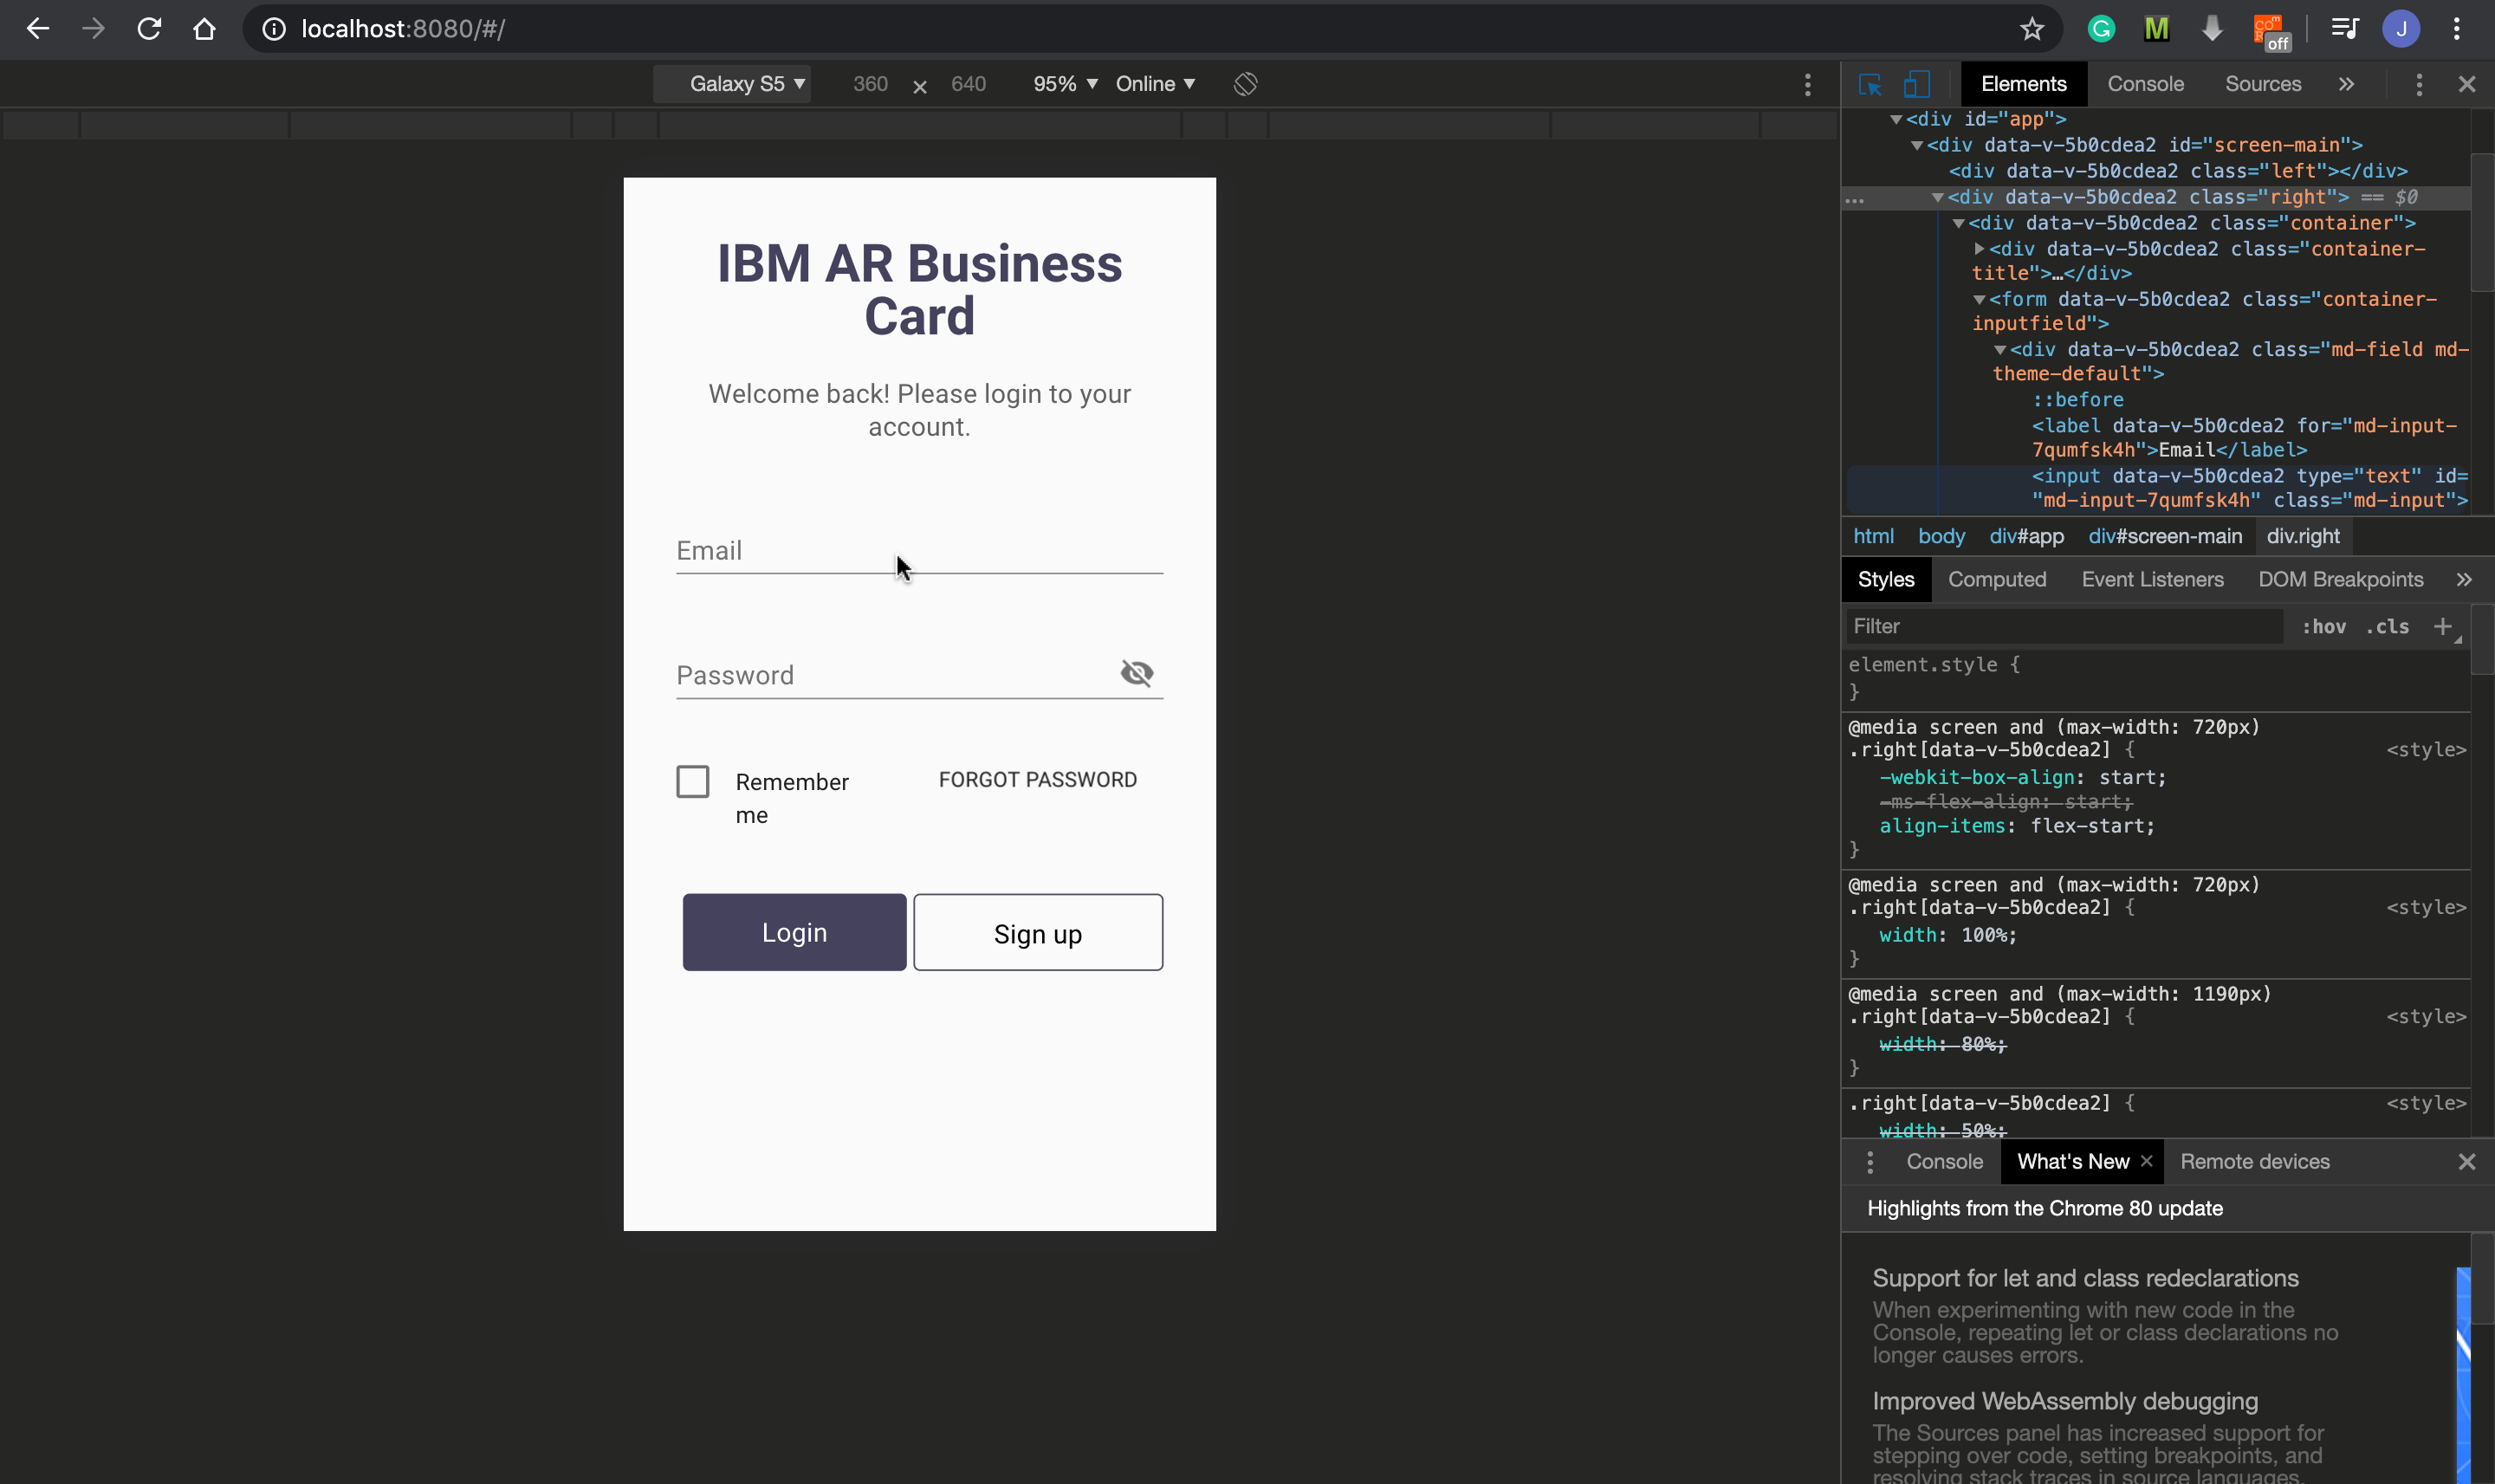 localhost:8080/#/
off
J
Galaxy S5 ▼ 360 × 640 95% ▼ Online ▼
IBM AR Business
Card
Welcome back! Please login to your
account.
Email
Password
Remember
me
FORGOT PASSWORD
Login
Sign up
Elements Console Sources »
▼<div id="app">
▼<div data-v-5b0cdea2 id="screen-main">
<div data-v-5b0cdea2 class="left"></div>
... ▼<div data-v-5b0cdea2 class="right"> == $0
▼<div data-v-5b0cdea2 class="container">
▶<div data-v-5b0cdea2 class="container-
title">…</div>
▼<form data-v-5b0cdea2 class="container-
inputfield">
▼<div data-v-5b0cdea2 class="md-field md-
theme-default">
::before
<label data-v-5b0cdea2 for="md-input-
7qumfsk4h">Email</label>
<input data-v-5b0cdea2 type="text" id=
"md-input-7qumfsk4h" class="md-input">
html body div#app div#screen-main div.right
Styles Computed Event Listeners DOM Breakpoints »
Filter :hov .cls +
element.style {
}
@media screen and (max-width: 720px)
.right[data-v-5b0cdea2] { <style>
-webkit-box-align: start;
-ms-flex-align: start;
align-items: flex-start;
}
@media screen and (max-width: 720px)
.right[data-v-5b0cdea2] { <style>
width: 100%;
}
@media screen and (max-width: 1190px)
.right[data-v-5b0cdea2] { <style>
width: 80%;
}
.right[data-v-5b0cdea2] { <style>
width: 50%;
Console What's New × Remote devices
Highlights from the Chrome 80 update
Support for let and class redeclarations
When experimenting with new code in the
Console, repeating let or class declarations no
longer causes errors.
Improved WebAssembly debugging
The Sources panel has increased support for
stepping over code, setting breakpoints, and
resolving stack traces in source languages.